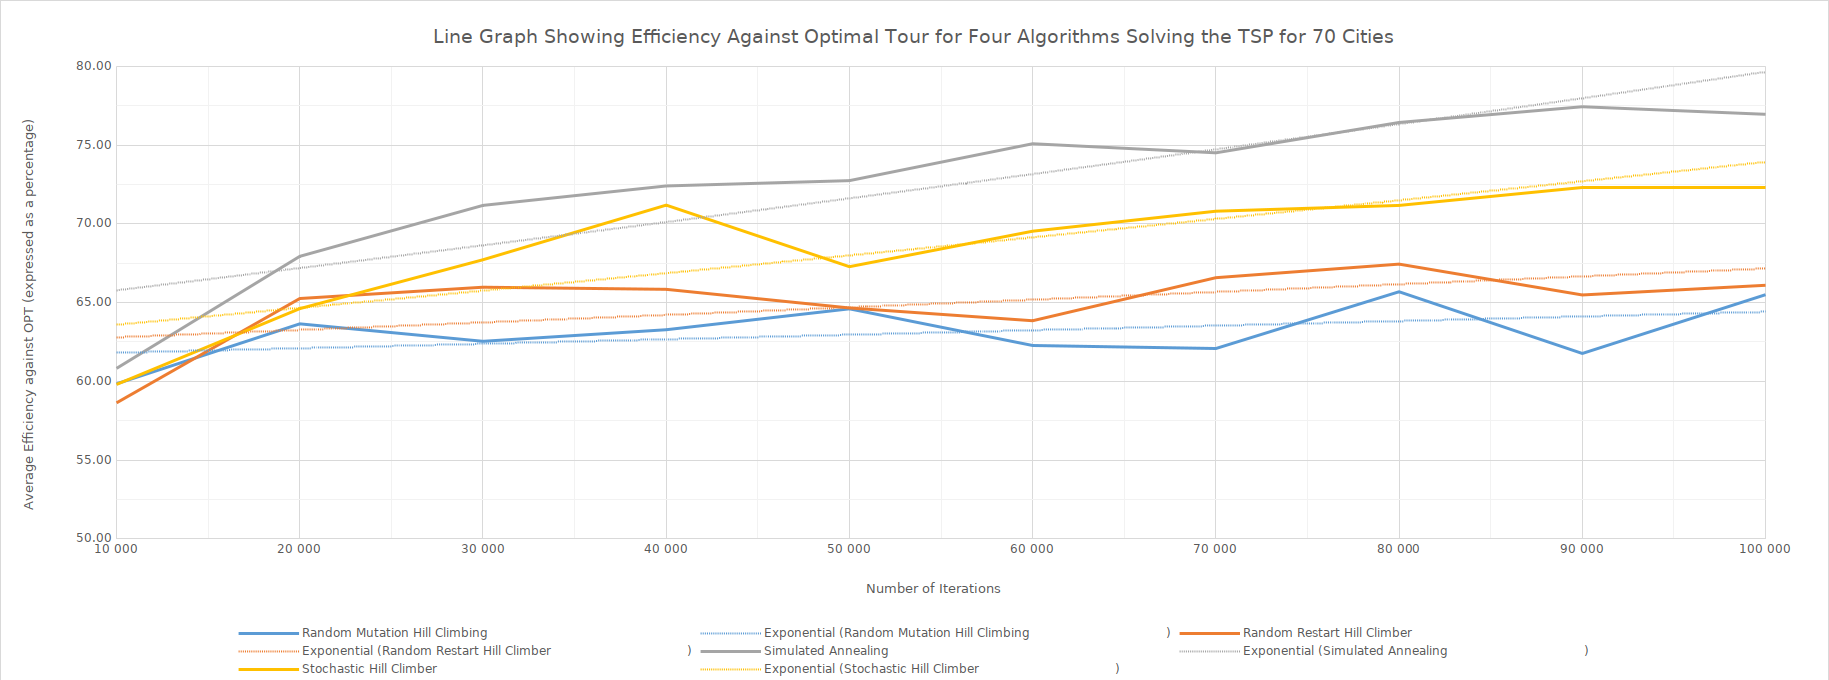 Line Graph Showing Efficiency Against Optimal Tour for Four Algorithms Solving the TSP for 70 Cities
80.00
75.00
70.00
65.00
60.00
55.00
50.00
Average Efficiency against OPT (expressed as a percentage)
10 000 20 000 30 000 40 000 50 000 60 000 70 000 80 000 90 000 100 000
Number of Iterations
Random Mutation Hill Climbing Exponential (Random Mutation Hill Climbing ) Random Restart Hill Climber
Exponential (Random Restart Hill Climber ) Simulated Annealing Exponential (Simulated Annealing )
Stochastic Hill Climber Exponential (Stochastic Hill Climber )